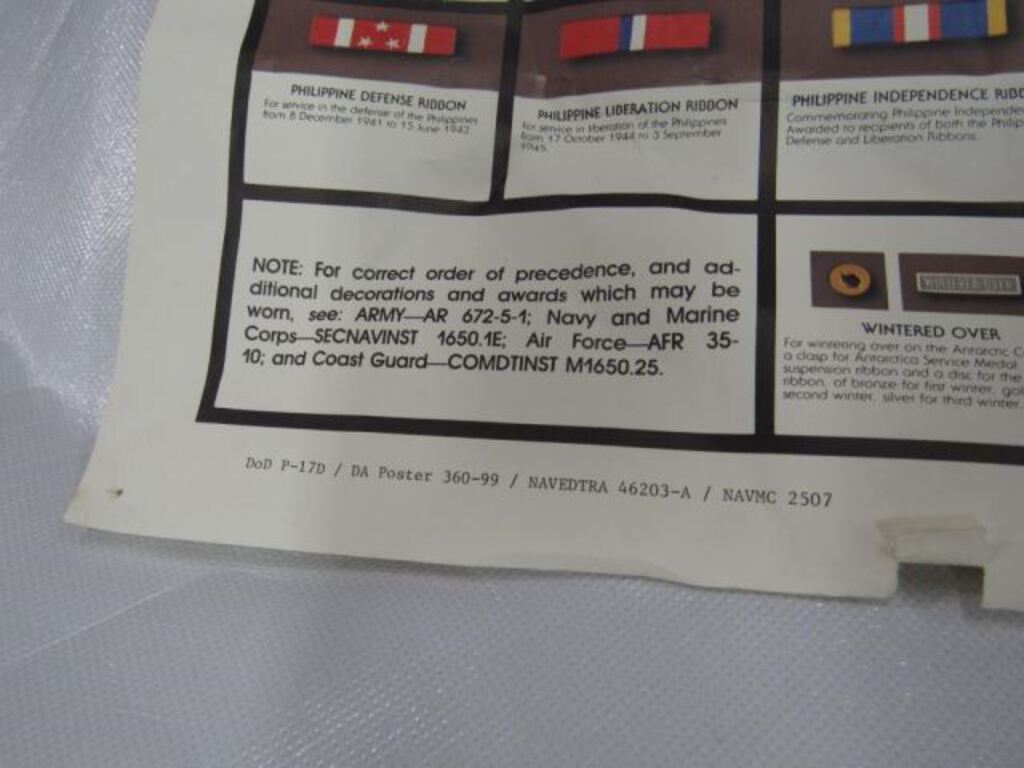 PHILIPPINE DEFENSE RIBBON
For service in the defense of the Philippines
from 8 December 1941 to 15 June 1942.
PHILIPPINE LIBERATION RIBBON
For service in liberation of the Philippines
from 17 October 1944 to 3 September
1945.
PHILIPPINE INDEPENDENCE RIBB
Commemorating Philippine Independe
Awarded to recipients of both the Philipp
Defense and Liberation Ribbons.
NOTE: For correct order of precedence, and ad-
ditional decorations and awards which may be
worn, see: ARMY—AR 672-5-1; Navy and Marine
Corps—SECNAVINST 1650.1E; Air Force—AFR 35-
10; and Coast Guard—COMDTINST M1650.25.
WINTERED OVER
WINTERED OVER
For wintering over on the Antarctic C
a clasp for Antarctica Service Medal
suspension ribbon and a disc for the
ribbon, of bronze for first winter, gol
second winter, silver for third winter.
DoD P-17D / DA Poster 360-99 / NAVEDTRA 46203-A / NAVMC 2507